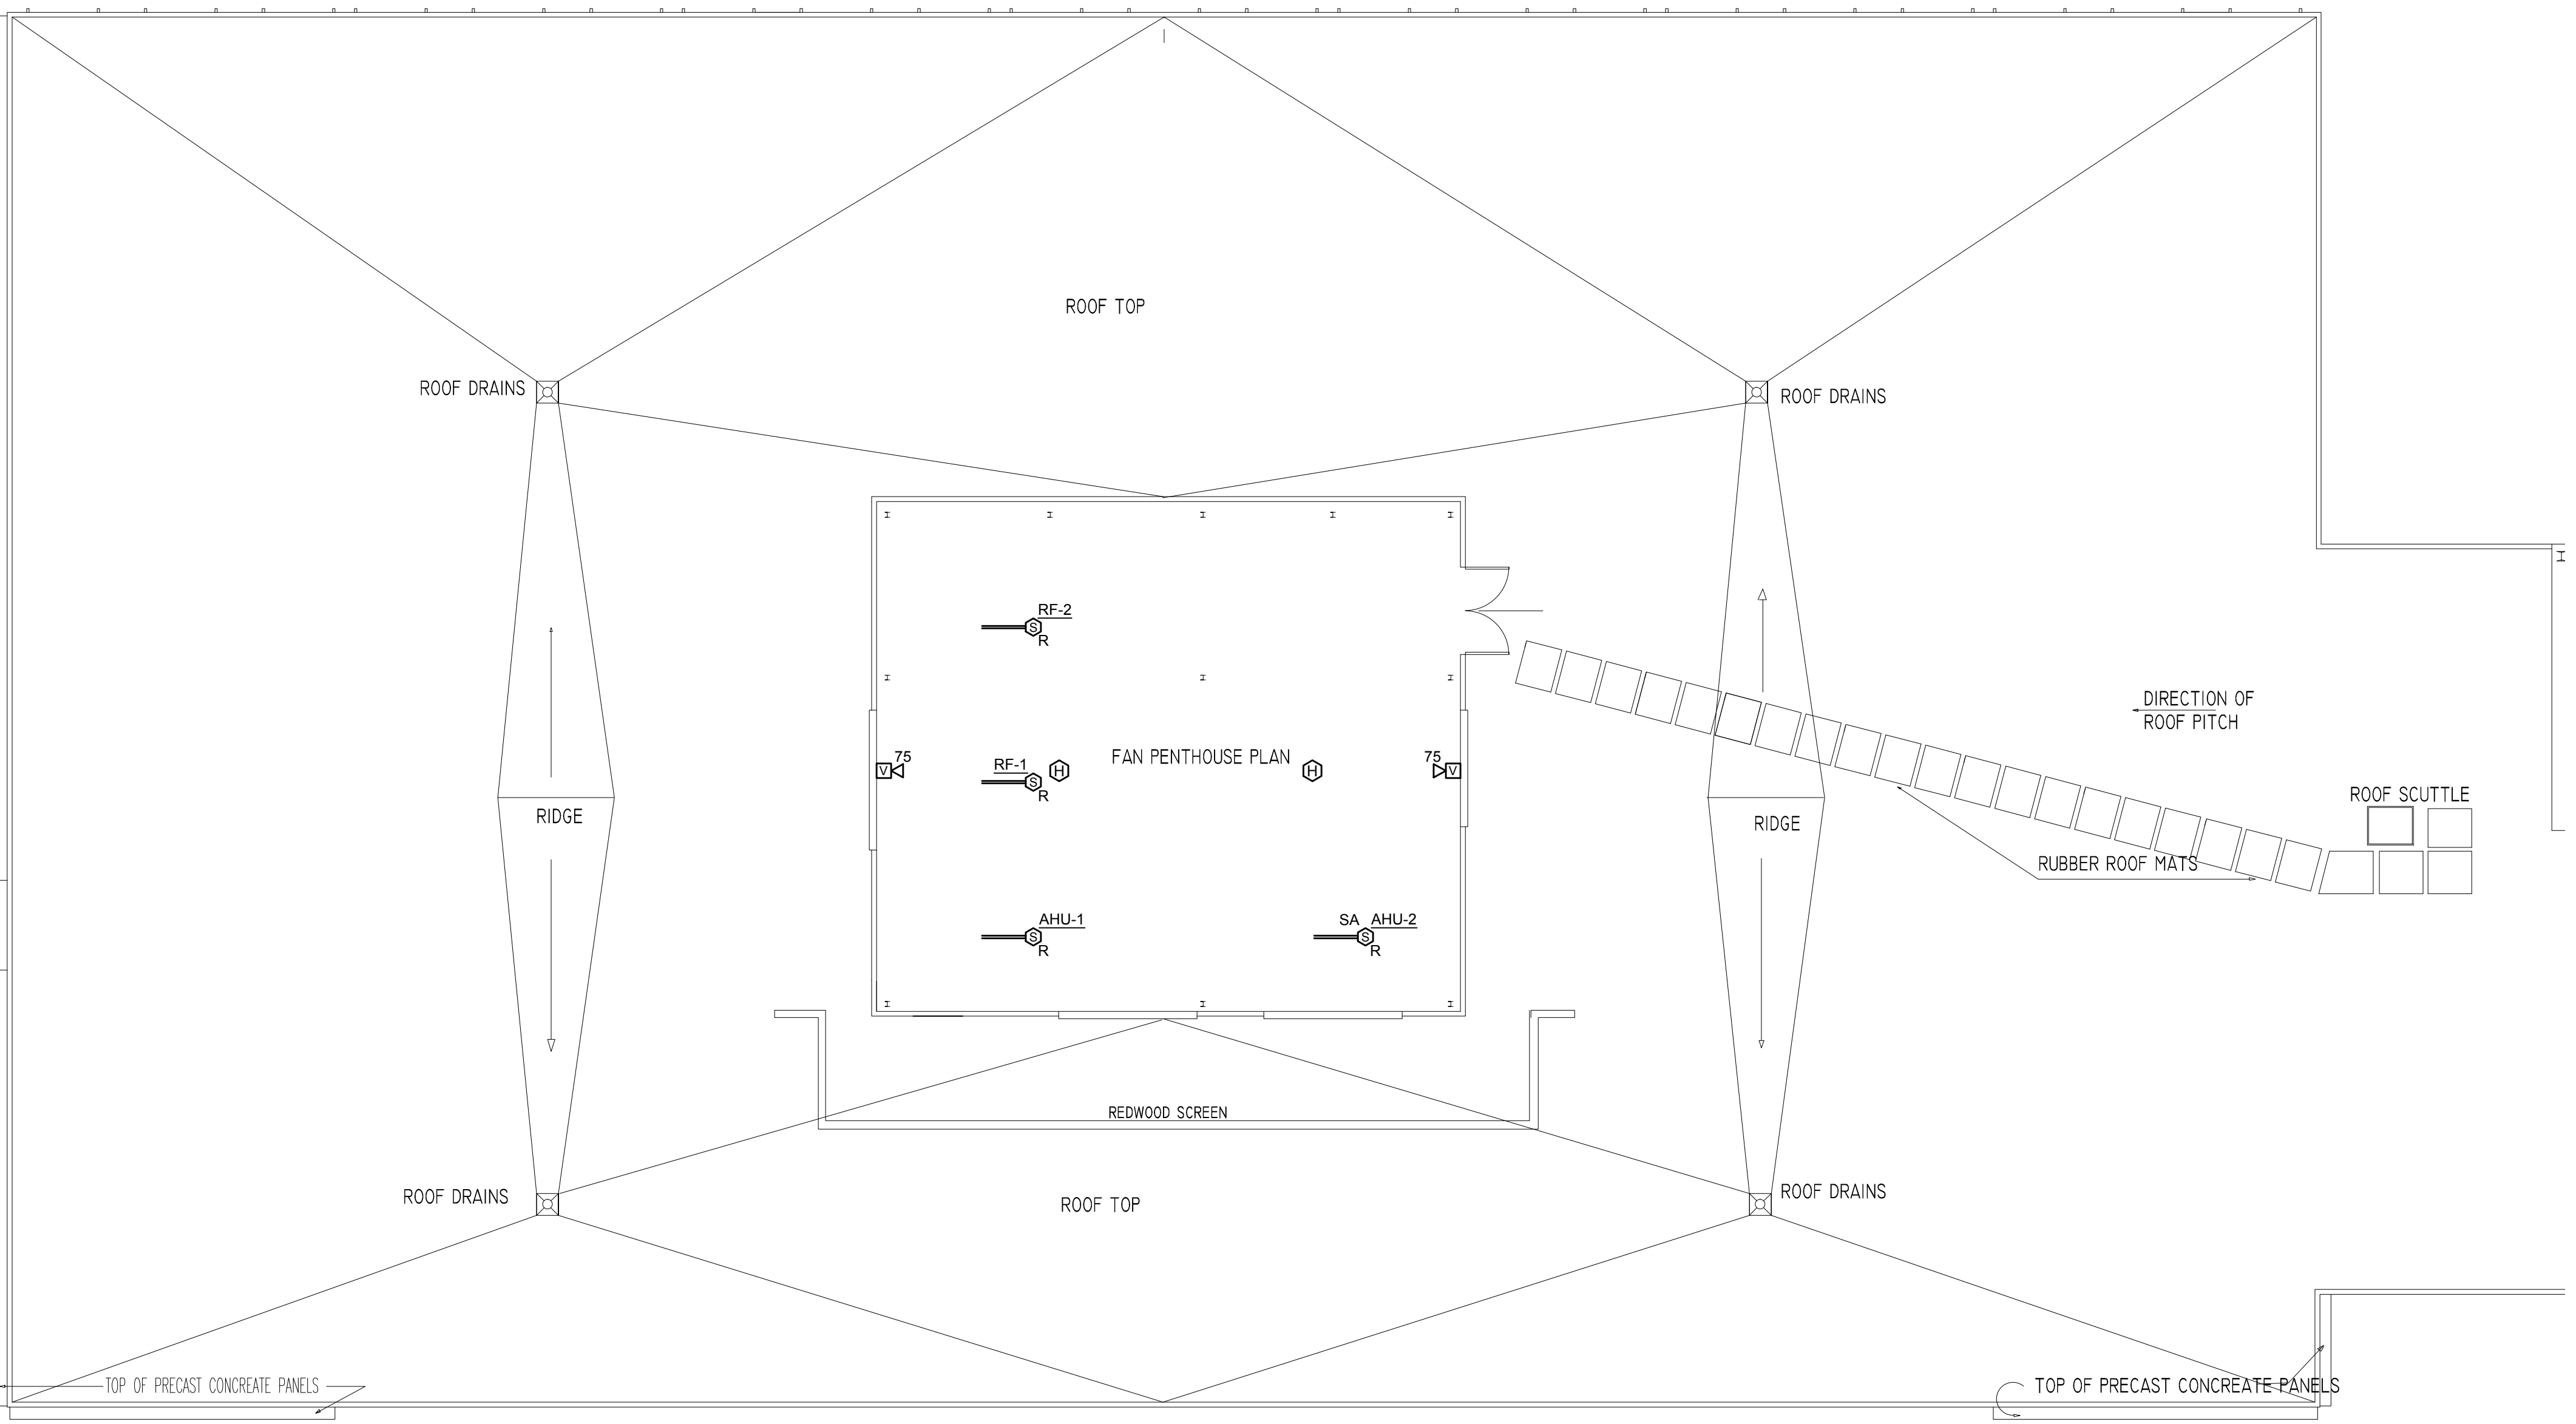 ROOF TOP
ROOF DRAINS
ROOF DRAINS
RF-2
S
R
DIRECTION OF
ROOF PITCH
75
V
RF-1
S
R
H
FAN PENTHOUSE PLAN
H
75
V
RIDGE
RIDGE
ROOF SCUTTLE
RUBBER ROOF MATS
AHU-1
S
R
SA AHU-2
S
R
REDWOOD SCREEN
ROOF DRAINS
ROOF TOP
ROOF DRAINS
TOP OF PRECAST CONCREATE PANELS
TOP OF PRECAST CONCREATE PANELS